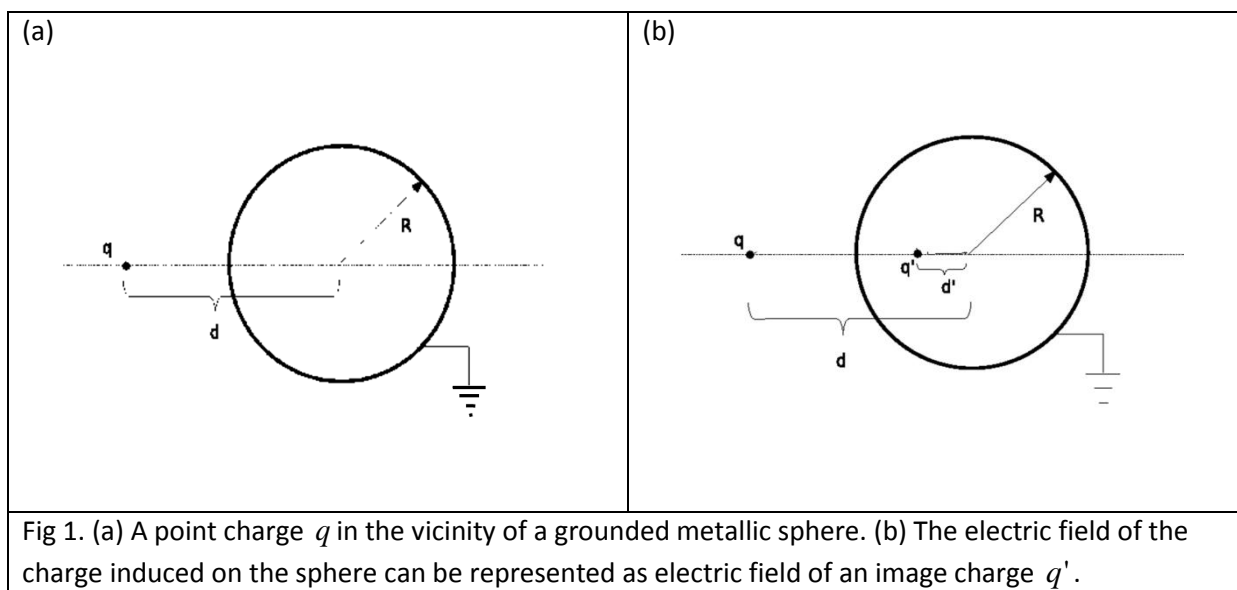 (a)
(b)
R
q
d
R
q
q'
d'
d
Fig 1. (a) A point charge q in the vicinity of a grounded metallic sphere. (b) The electric field of the
charge induced on the sphere can be represented as electric field of an image charge q'.